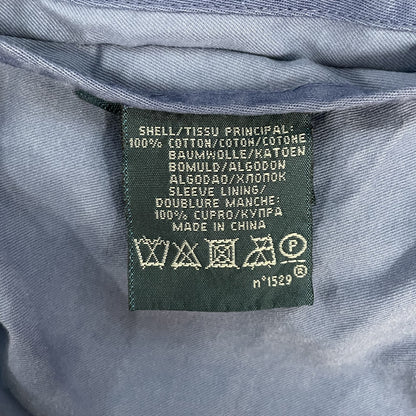 SHELL/TISSU PRINCIPAL:
100% COTTON/COTON/COTONE
BAUMWOLLE/KATOEN
BOMULD/ALGODON
ALGODAO/ХЛОПОК
SLEEVE LINING/
DOUBLURE MANCHE:
100% CUPRO/КУПРА
MADE IN CHINA
P
n°1529®